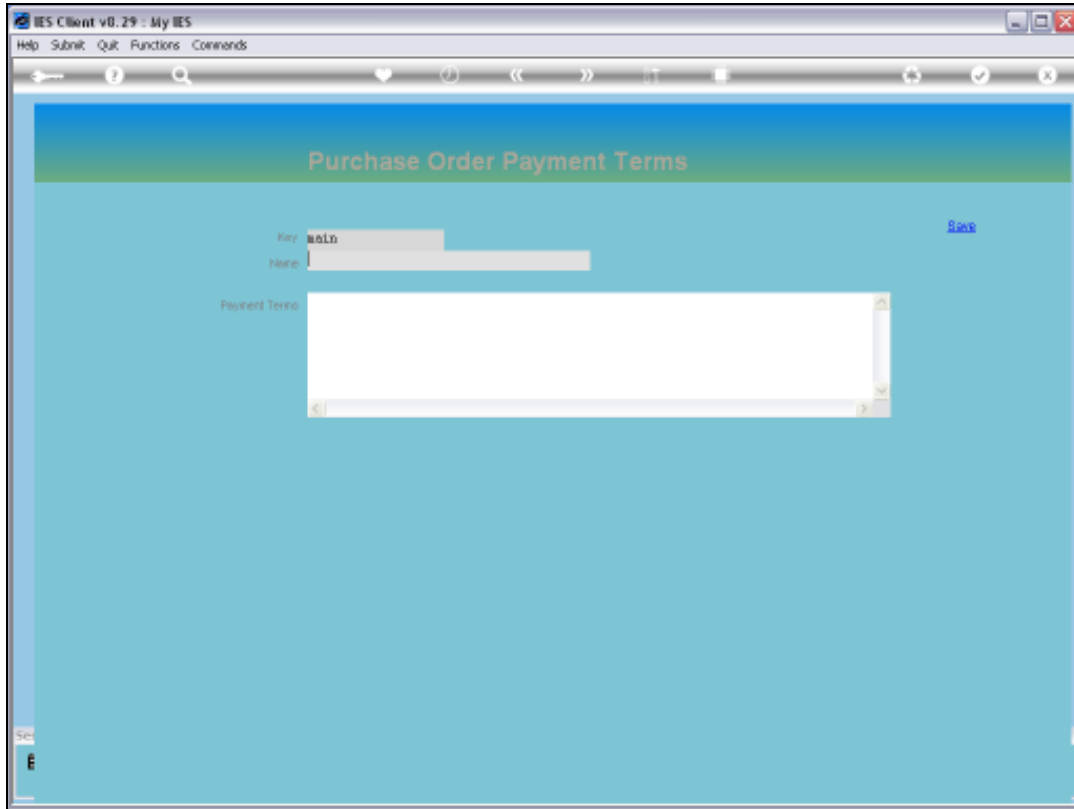 IES Client v8.29 : My IES
Help Submit Quit Functions Commands
Purchase Order Payment Terms
Save
Key main
Name
Payment Terms